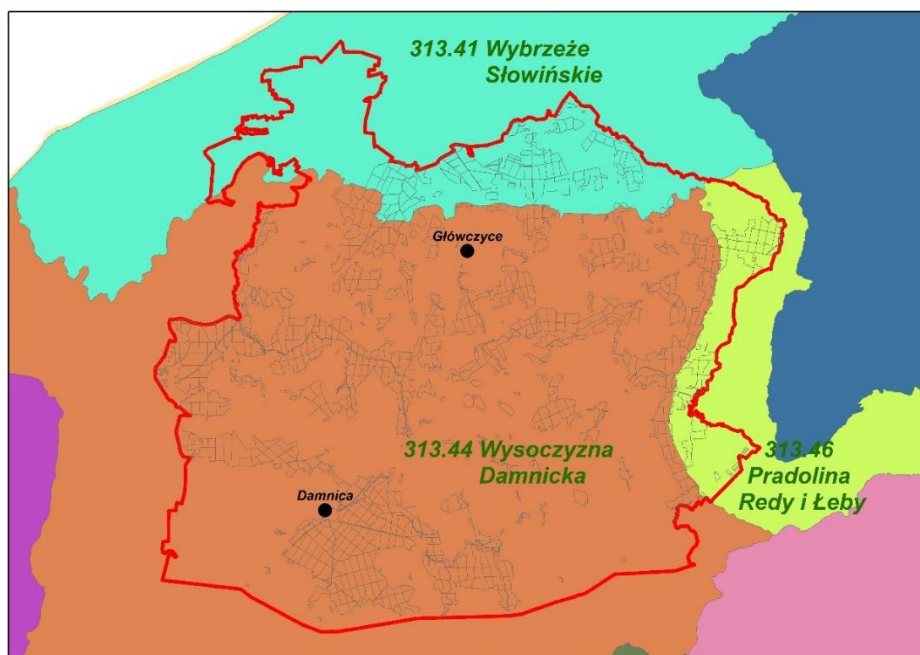 313.41 Wybrzeże
Słowińskie
Główczyce
313.44 Wysoczyzna
Damnicka
313.46
Pradolina
Redy i Łeby
Damnica